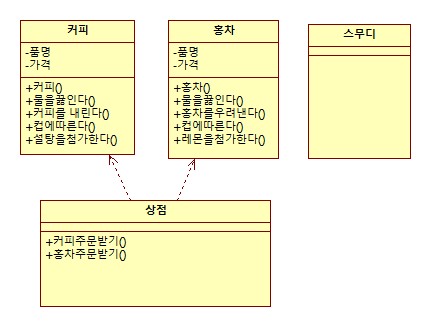 커피
-품명
-가격
+커피()
+물을끓인다()
+커피를 내린다()
+컵에따른다()
+설탕을첨가한다()
홍차
-품명
-가격
+홍차()
+물을끓인다()
+홍차를우려낸다()
+컵에따른다()
+레몬을첨가한다()
스무디
상점
+커피주문받기()
+홍차주문받기()